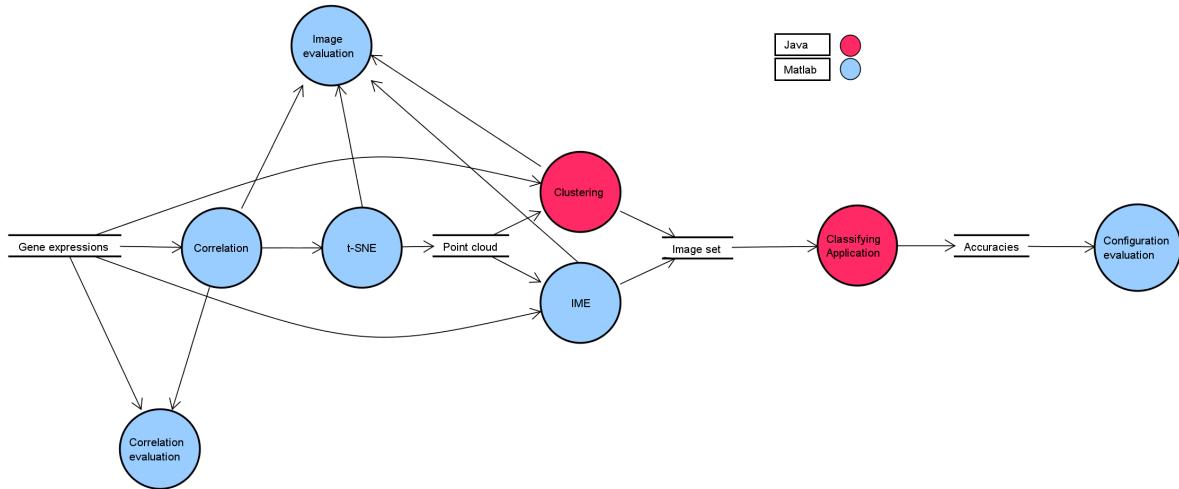 Image
evaluation
Java
Matlab
Clustering
Gene expressions
Correlation
t-SNE
Point cloud
Image set
Classifying
Application
Accuracies
Configuration
evaluation
IME
Correlation
evaluation